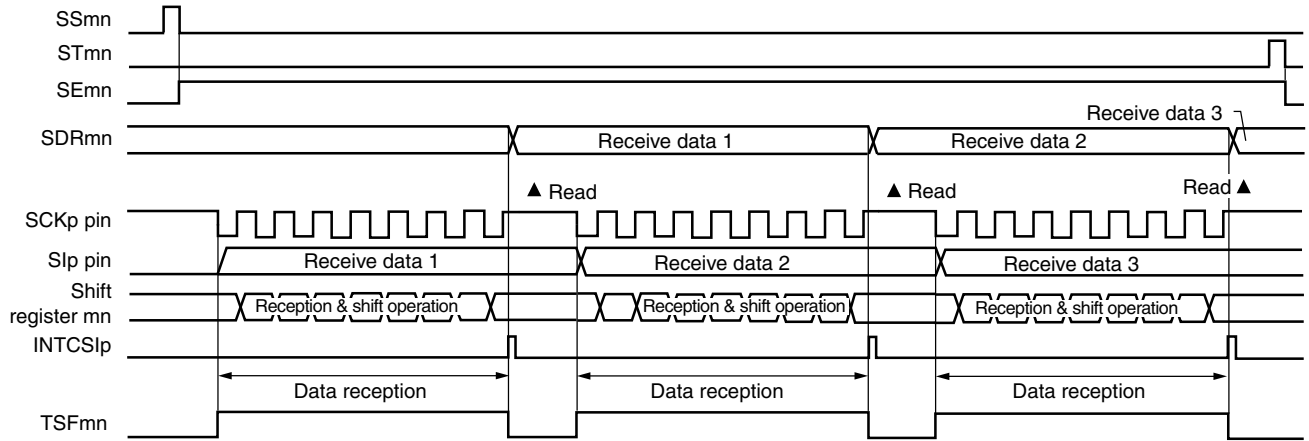 SSmn
STmn
SEmn
Receive data 3
SDRmn
Receive data 1
Receive data 2
▲ Read
▲ Read
Read ▲
SCKp pin
SIp pin
Receive data 1
Receive data 2
Receive data 3
Shift
register mn
Reception & shift operation
Reception & shift operation
Reception & shift operation
INTCSIp
Data reception
Data reception
Data reception
TSFmn